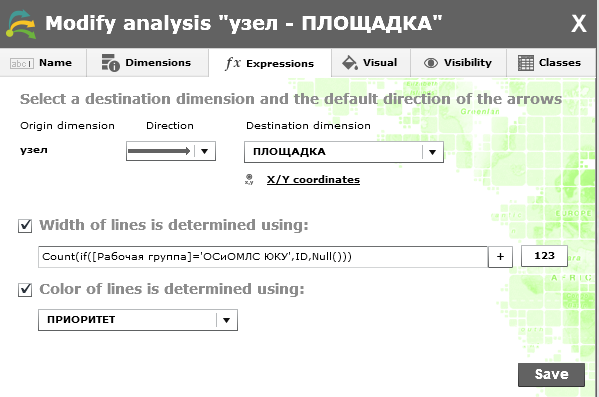 Modify analysis "узел - ПЛОЩАДКА"
X
abc Name
Dimensions
fx Expressions
Visual
Visibility
Classes
Select a destination dimension and the default direction of the arrows
Origin dimension
Direction
Destination dimension
узел
ПЛОЩАДКА
x,y X/Y coordinates
Width of lines is determined using:
Count(if([Рабочая группа]='ОСиОМЛС ЮКУ',ID,Null()))
+
123
Color of lines is determined using:
ПРИОРИТЕТ
Save